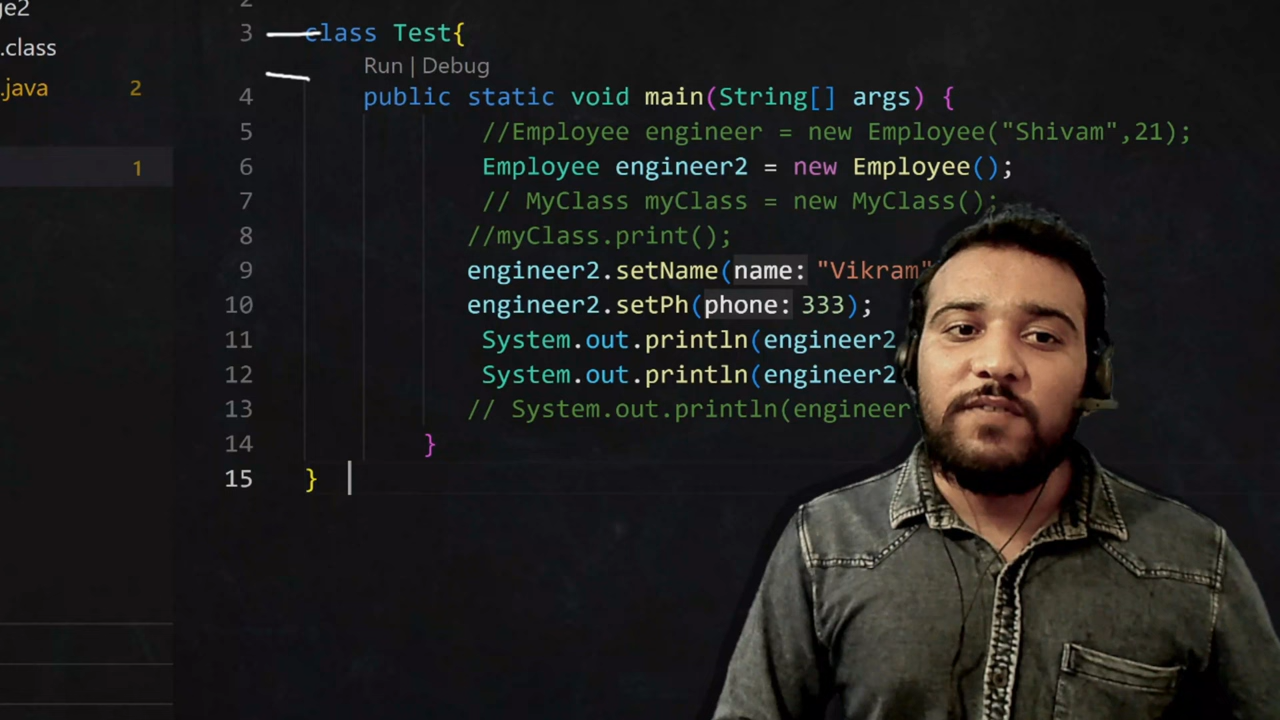 ge2
.class
.java 2
1
3 class Test{
Run | Debug
4 public static void main(String[] args) {
5 //Employee engineer = new Employee("Shivam",21);
6 Employee engineer2 = new Employee();
7 // MyClass myClass = new MyClass();
8 //myClass.print();
9 engineer2.setName(name: "Vikram"
10 engineer2.setPh(phone: 333);
11 System.out.println(engineer2
12 System.out.println(engineer2.
13 // System.out.println(engineer
14 }
15 }